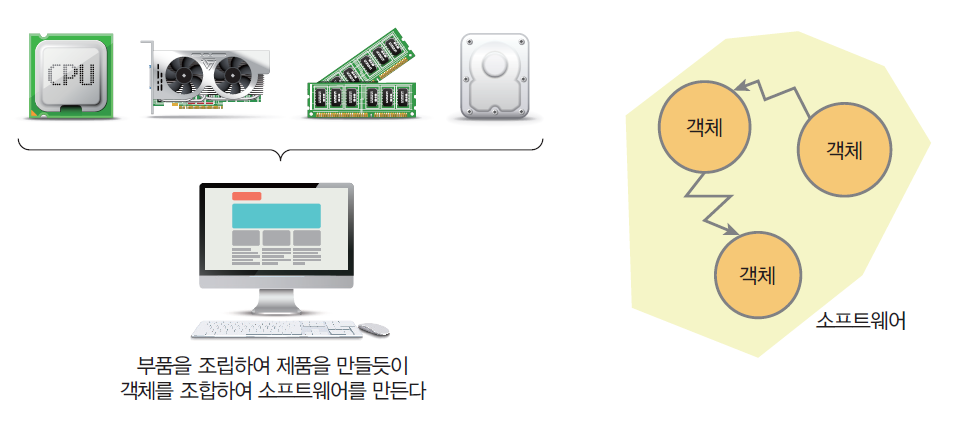 CPU
부품을 조립하여 제품을 만들듯이
객체를 조합하여 소프트웨어를 만든다
객체
객체
객체
소프트웨어